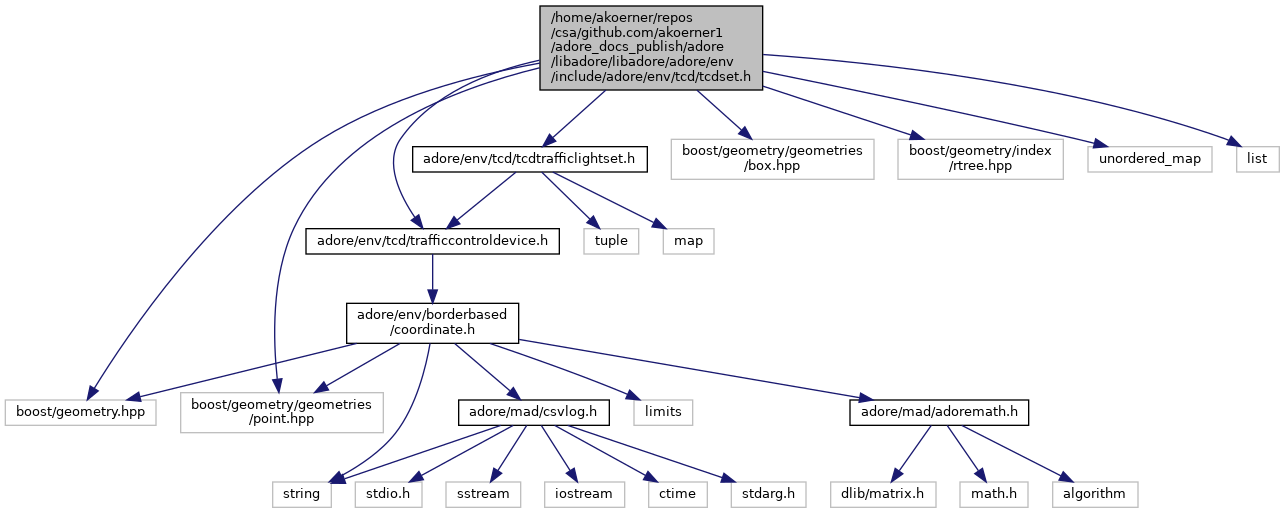 /home/akoerner/repos
/csa/github.com/akoerner1
/adore_docs_publish/adore
/libadore/libadore/adore/env
/include/adore/env/tcd/tcdset.h
adore/env/tcd/tcdtrafficlightset.h
boost/geometry/geometries
/box.hpp
boost/geometry/index
/rtree.hpp
unordered_map
list
adore/env/tcd/trafficcontroldevice.h
tuple
map
adore/env/borderbased
/coordinate.h
boost/geometry.hpp
boost/geometry/geometries
/point.hpp
adore/mad/csvlog.h
limits
adore/mad/adoremath.h
string
stdio.h
sstream
iostream
ctime
stdarg.h
dlib/matrix.h
math.h
algorithm